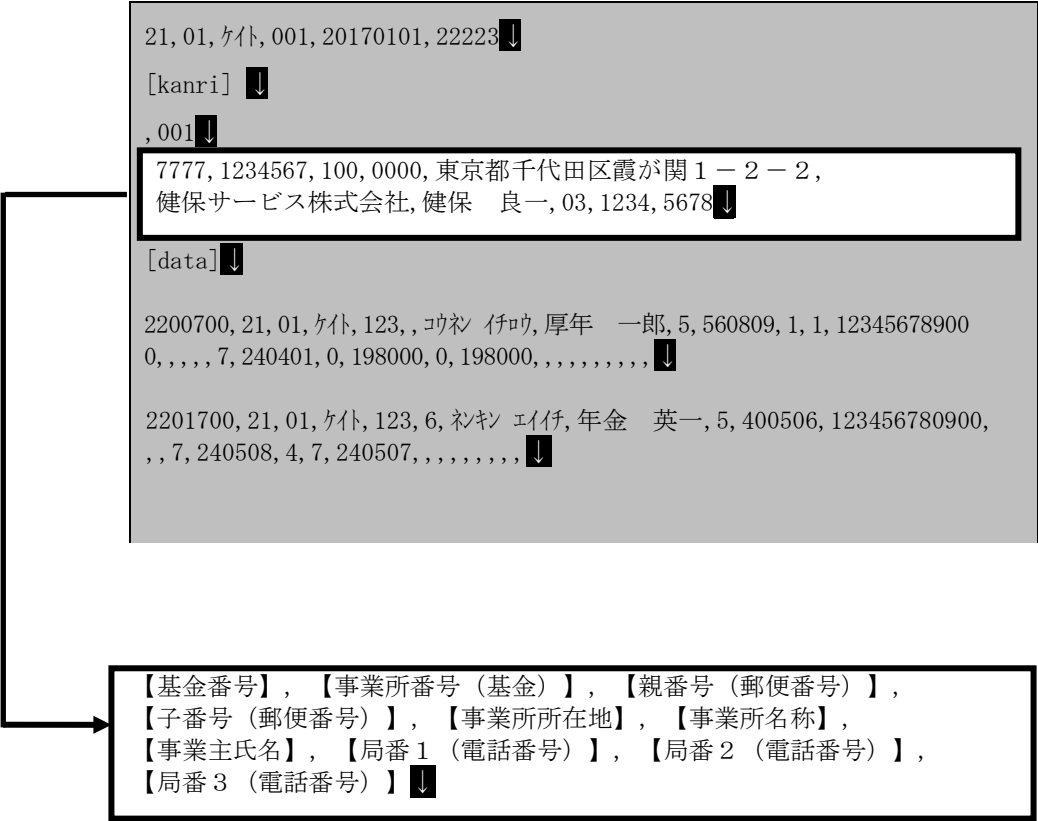 21,01,ｹｲﾄ,001,20170101,22223↓
[kanri] ↓
,001↓
7777,1234567,100,0000,東京都千代田区霞が関１－２－２,
健保サービス株式会社,健保　良一,03,1234,5678↓
[data]↓
2200700,21,01,ｹｲﾄ,123,,ｺｳﾈﾝ ｲﾁﾛｳ,厚年　一郎,5,560809,1,1,12345678900
0,,,,,7,240401,0,198000,0,198000,,,,,,,,,,↓
2201700,21,01,ｹｲﾄ,123,6,ﾈﾝｷﾝ ｴｲｲﾁ,年金　英一,5,400506,123456780900,
,,7,240508,4,7,240507,,,,,,,,,↓
【基金番号】,【事業所番号（基金）】,【親番号（郵便番号）】,
【子番号（郵便番号）】,【事業所所在地】,【事業所名称】,
【事業主氏名】,【局番１（電話番号）】,【局番２（電話番号）】,
【局番３（電話番号）】↓